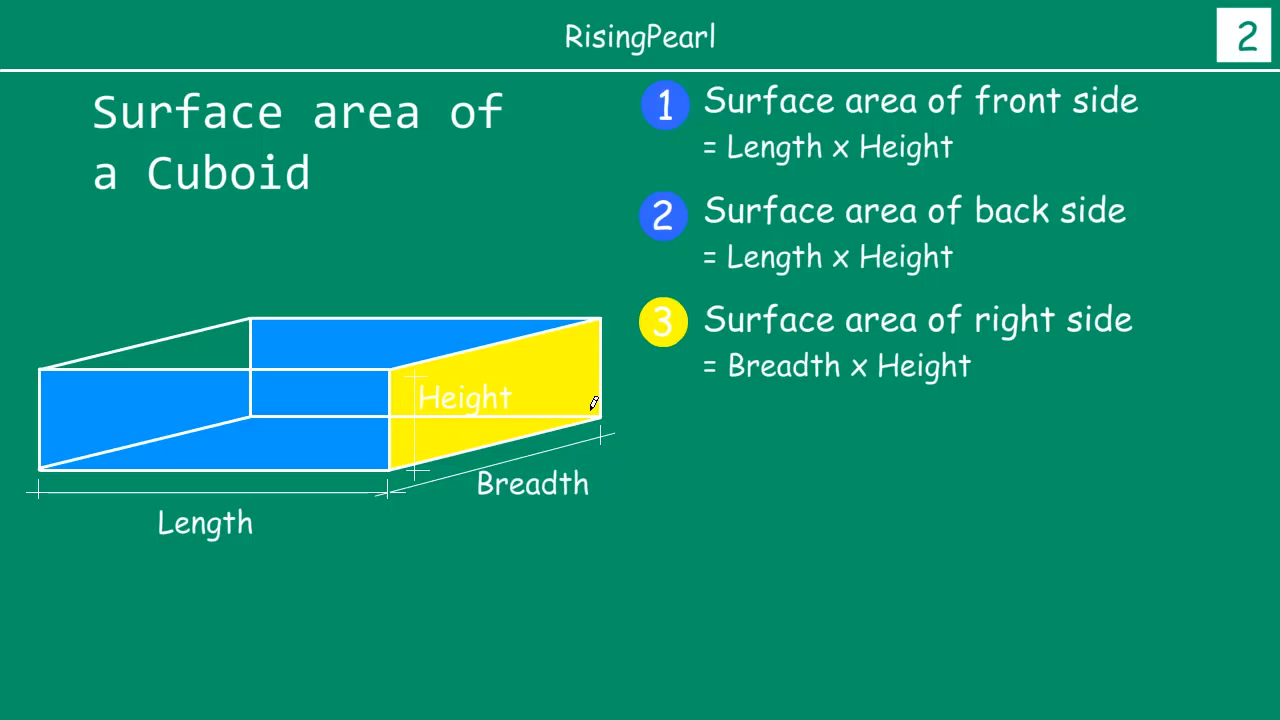 RisingPearl
2
Surface area of
a Cuboid
1 Surface area of front side
= Length x Height
2 Surface area of back side
= Length x Height
3 Surface area of right side
= Breadth x Height
Height
Breadth
Length